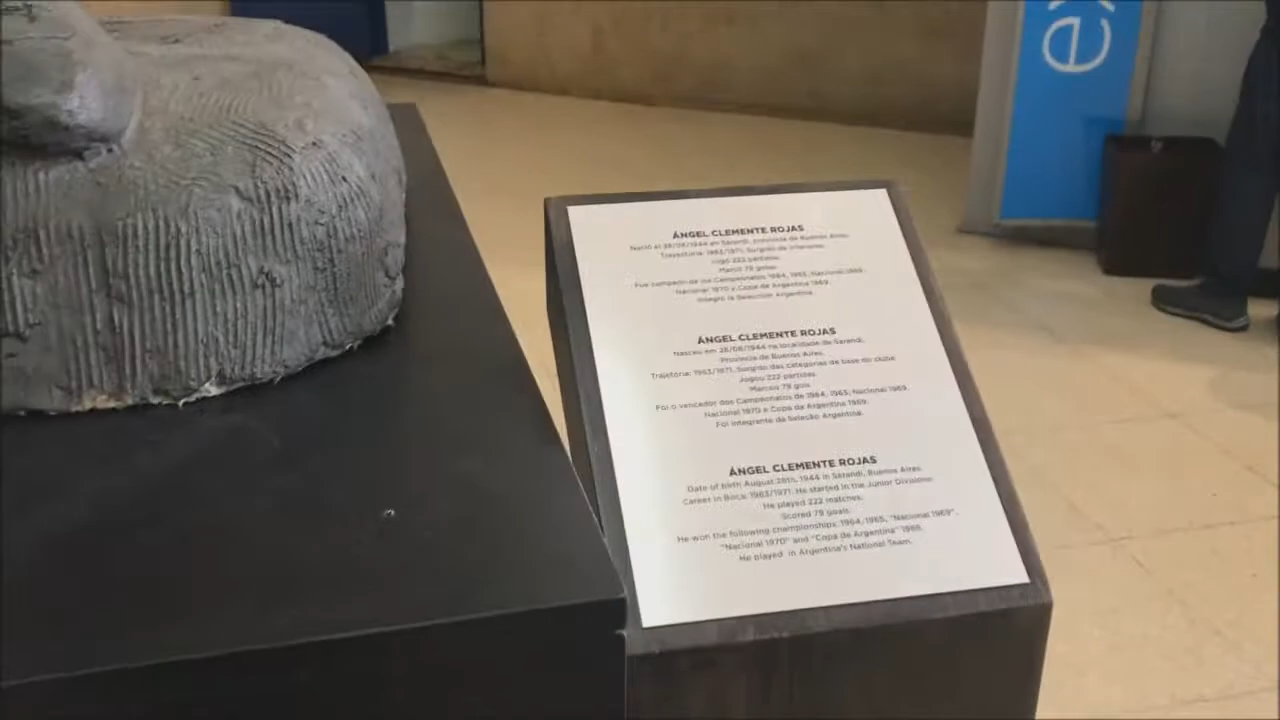 ÁNGEL CLEMENTE ROJAS
Nació el 28/08/1944 en Sarandí, provincia de Buenos Aires.
Trayectoria: 1963/1971. Surgido de inferiores.
Jugó 222 partidos.
Marcó 79 goles.
Fue campeón de los Campeonatos 1964, 1965, Nacional 1969,
Nacional 1970 y Copa de Argentina 1969.
Integró la Selección Argentina.
ÁNGEL CLEMENTE ROJAS
Nasceu em 28/08/1944 na localidade de Sarandí,
Província de Buenos Aires.
Trajetória: 1963/1971. Surgido das categorias de base do clube.
Jogou 222 partidas.
Marcou 79 gols.
Foi o vencedor dos Campeonatos de 1964, 1965, Nacional 1969,
Nacional 1970 e Copa da Argentina 1969.
Foi integrante da Seleção Argentina.
ÁNGEL CLEMENTE ROJAS
Date of birth August 28th, 1944 in Sarandí, Buenos Aires.
Career in Boca: 1963/1971. He started in the Junior Divisions.
He played 222 matches.
Scored 79 goals.
He won the following championships: 1964, 1965, "Nacional 1969",
"Nacional 1970" and "Copa de Argentina" 1969.
He played in Argentina's National Team.
ex